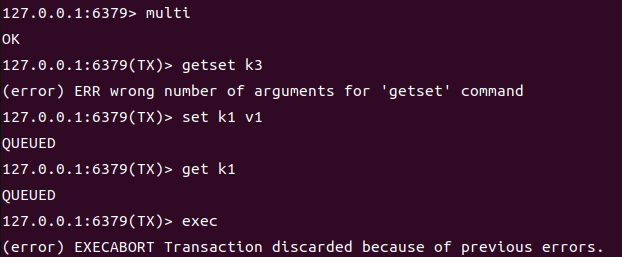 127.0.0.1:6379> multi
OK
127.0.0.1:6379(TX)> getset k3
(error) ERR wrong number of arguments for 'getset' command
127.0.0.1:6379(TX)> set k1 v1
QUEUED
127.0.0.1:6379(TX)> get k1
QUEUED
127.0.0.1:6379(TX)> exec
(error) EXECABORT Transaction discarded because of previous errors.